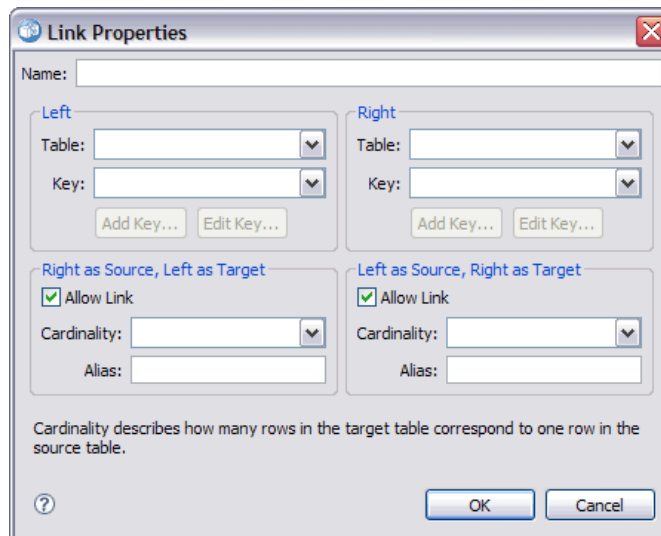 Link Properties
Name:
Left
Right
Table:
Table:
Key:
Key:
Add Key... Edit Key...
Add Key... Edit Key...
Right as Source, Left as Target
Left as Source, Right as Target
Allow Link
Allow Link
Cardinality:
Cardinality:
Alias:
Alias:
Cardinality describes how many rows in the target table correspond to one row in the
source table.
OK
Cancel